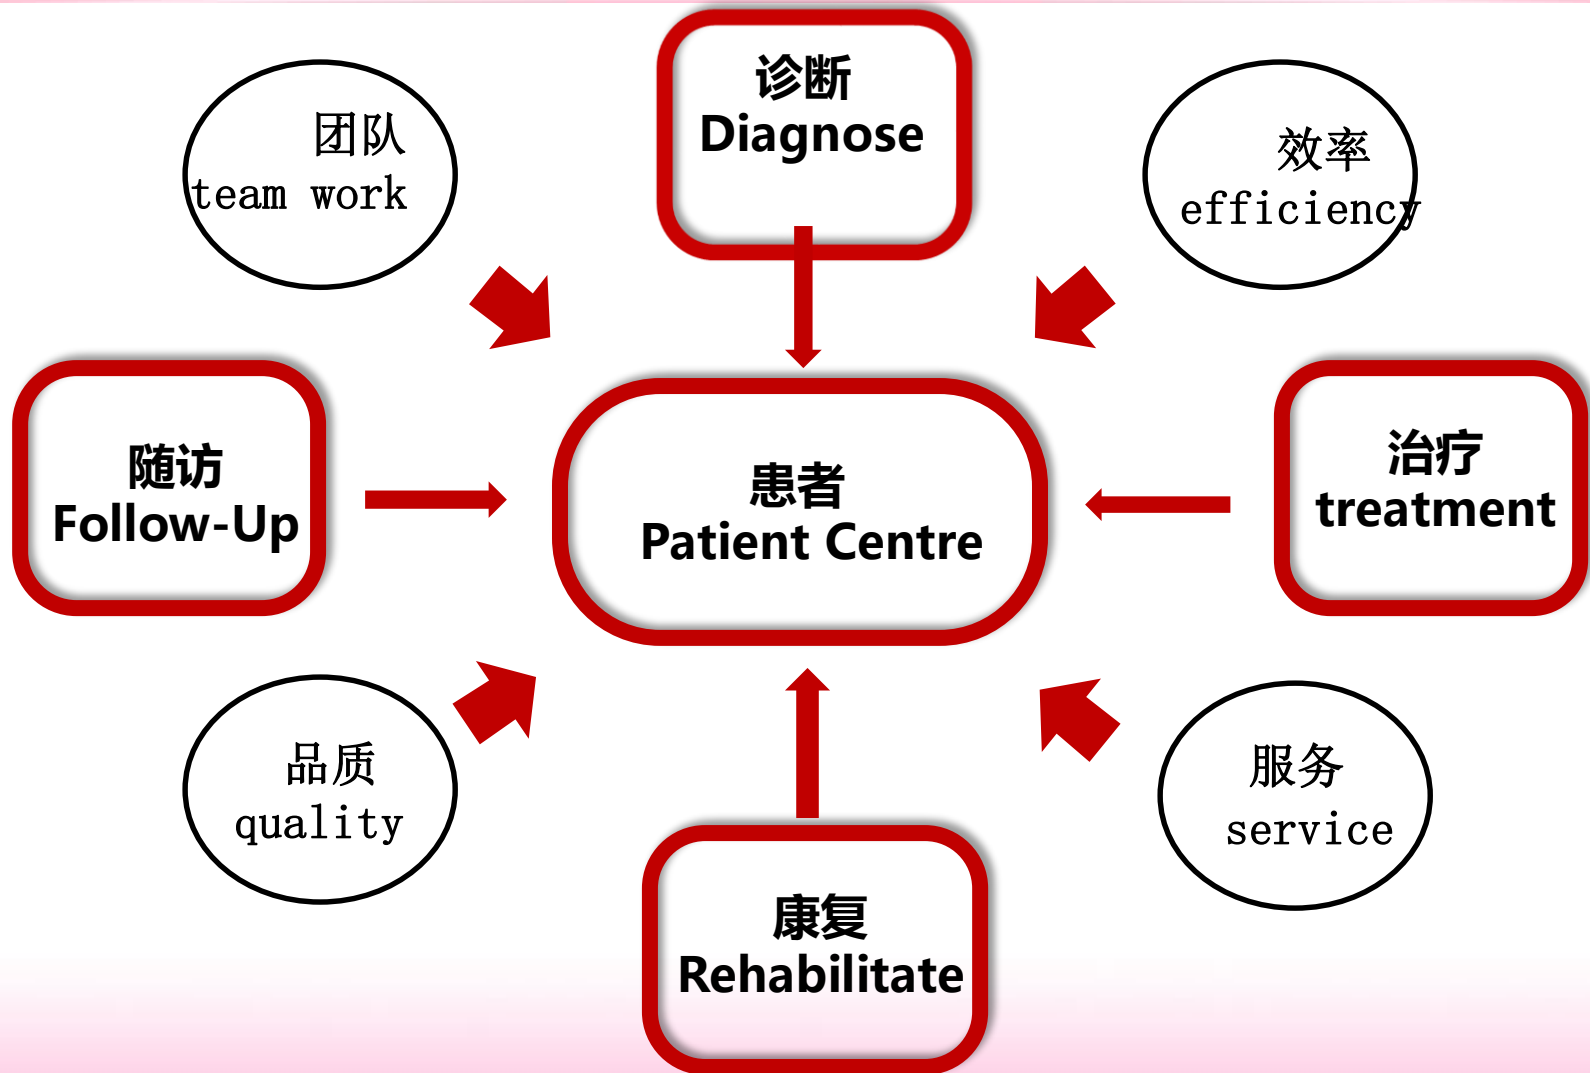 诊断
Diagnose
团队
team work
效率
efficiency
随访
Follow-Up
患者
Patient Centre
治疗
treatment
品质
quality
服务
service
康复
Rehabilitate